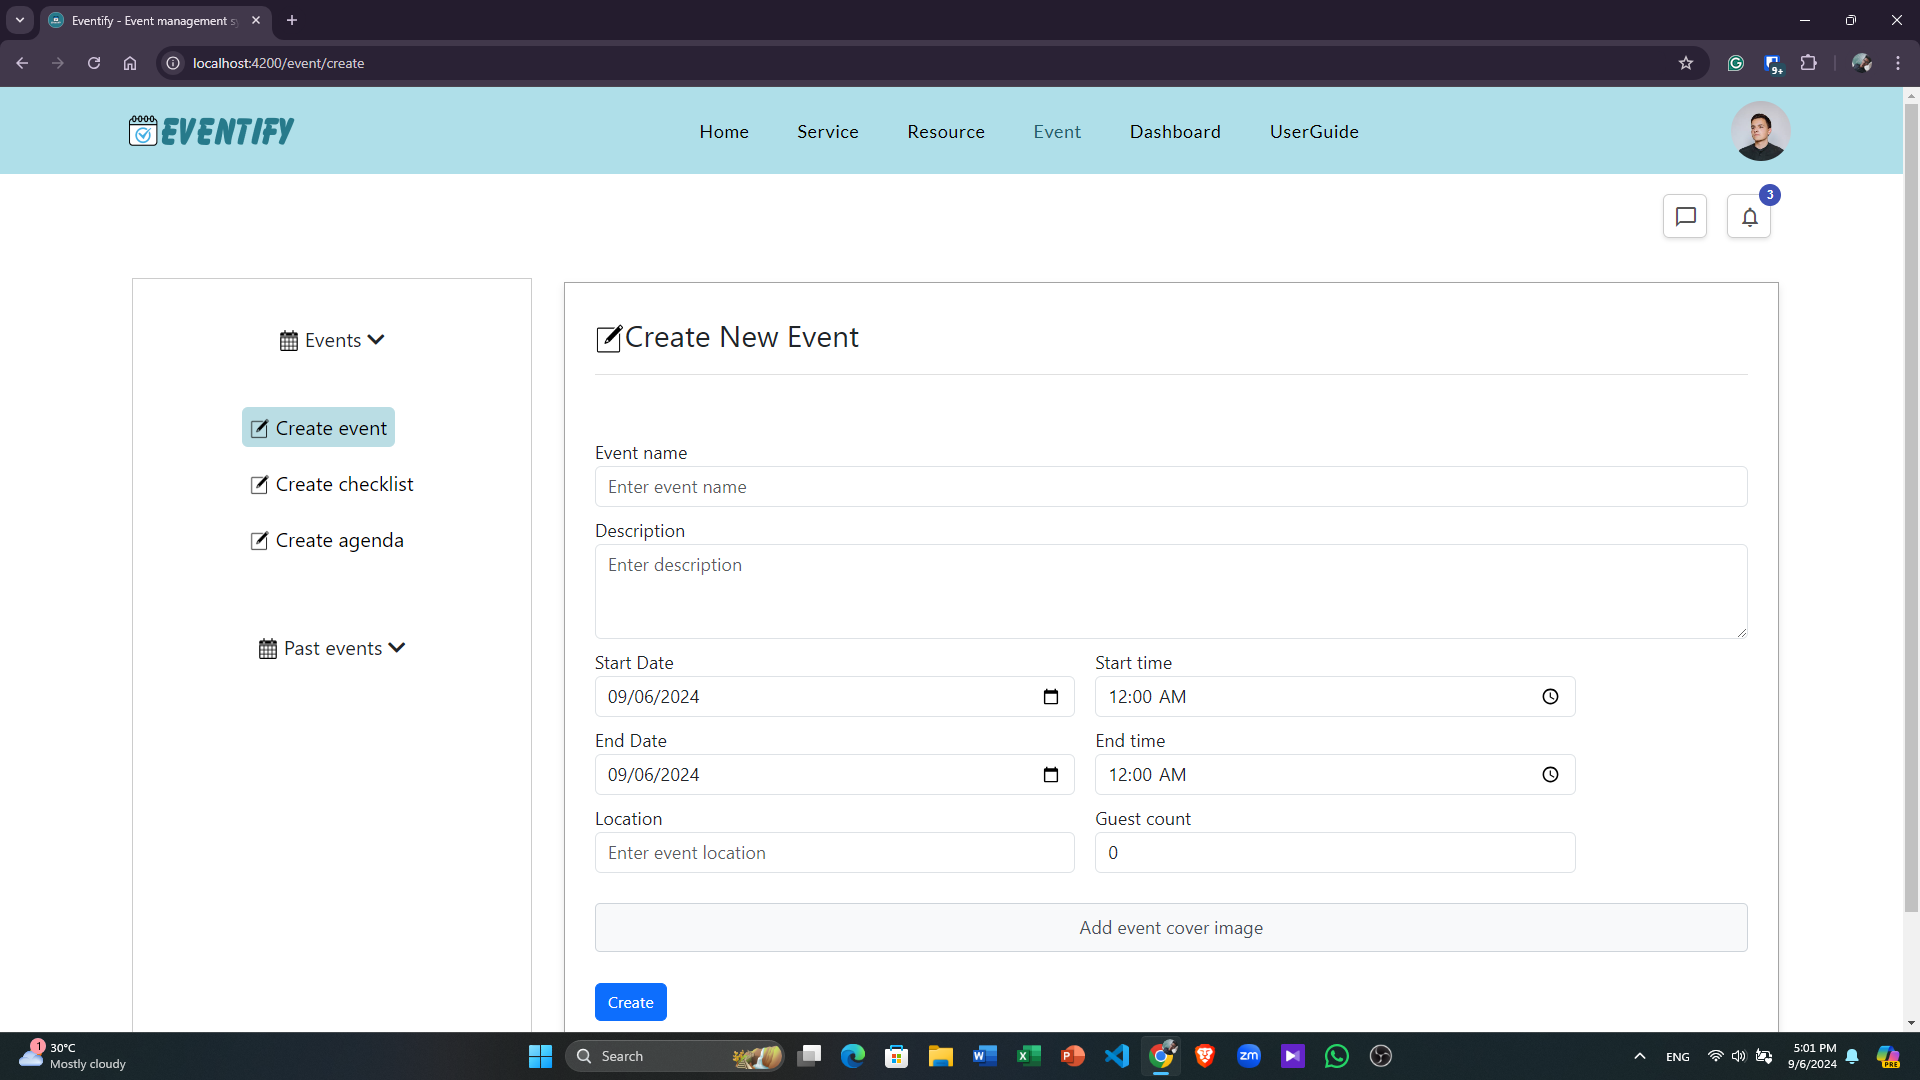 Eventify - Event management s
localhost:4200/event/create
9+
EVENTIFY
Home
Service
Resource
Event
Dashboard
UserGuide
3
Events
Create event
Create checklist
Create agenda
Past events
Create New Event
Event name
Enter event name
Description
Enter description
Start Date
Start time
09/06/2024
12:00 AM
End Date
End time
09/06/2024
12:00 AM
Location
Guest count
Enter event location
0
Add event cover image
Create
1
30°C
Mostly cloudy
Search
zm
ENG
5:01 PM
9/6/2024
PRE